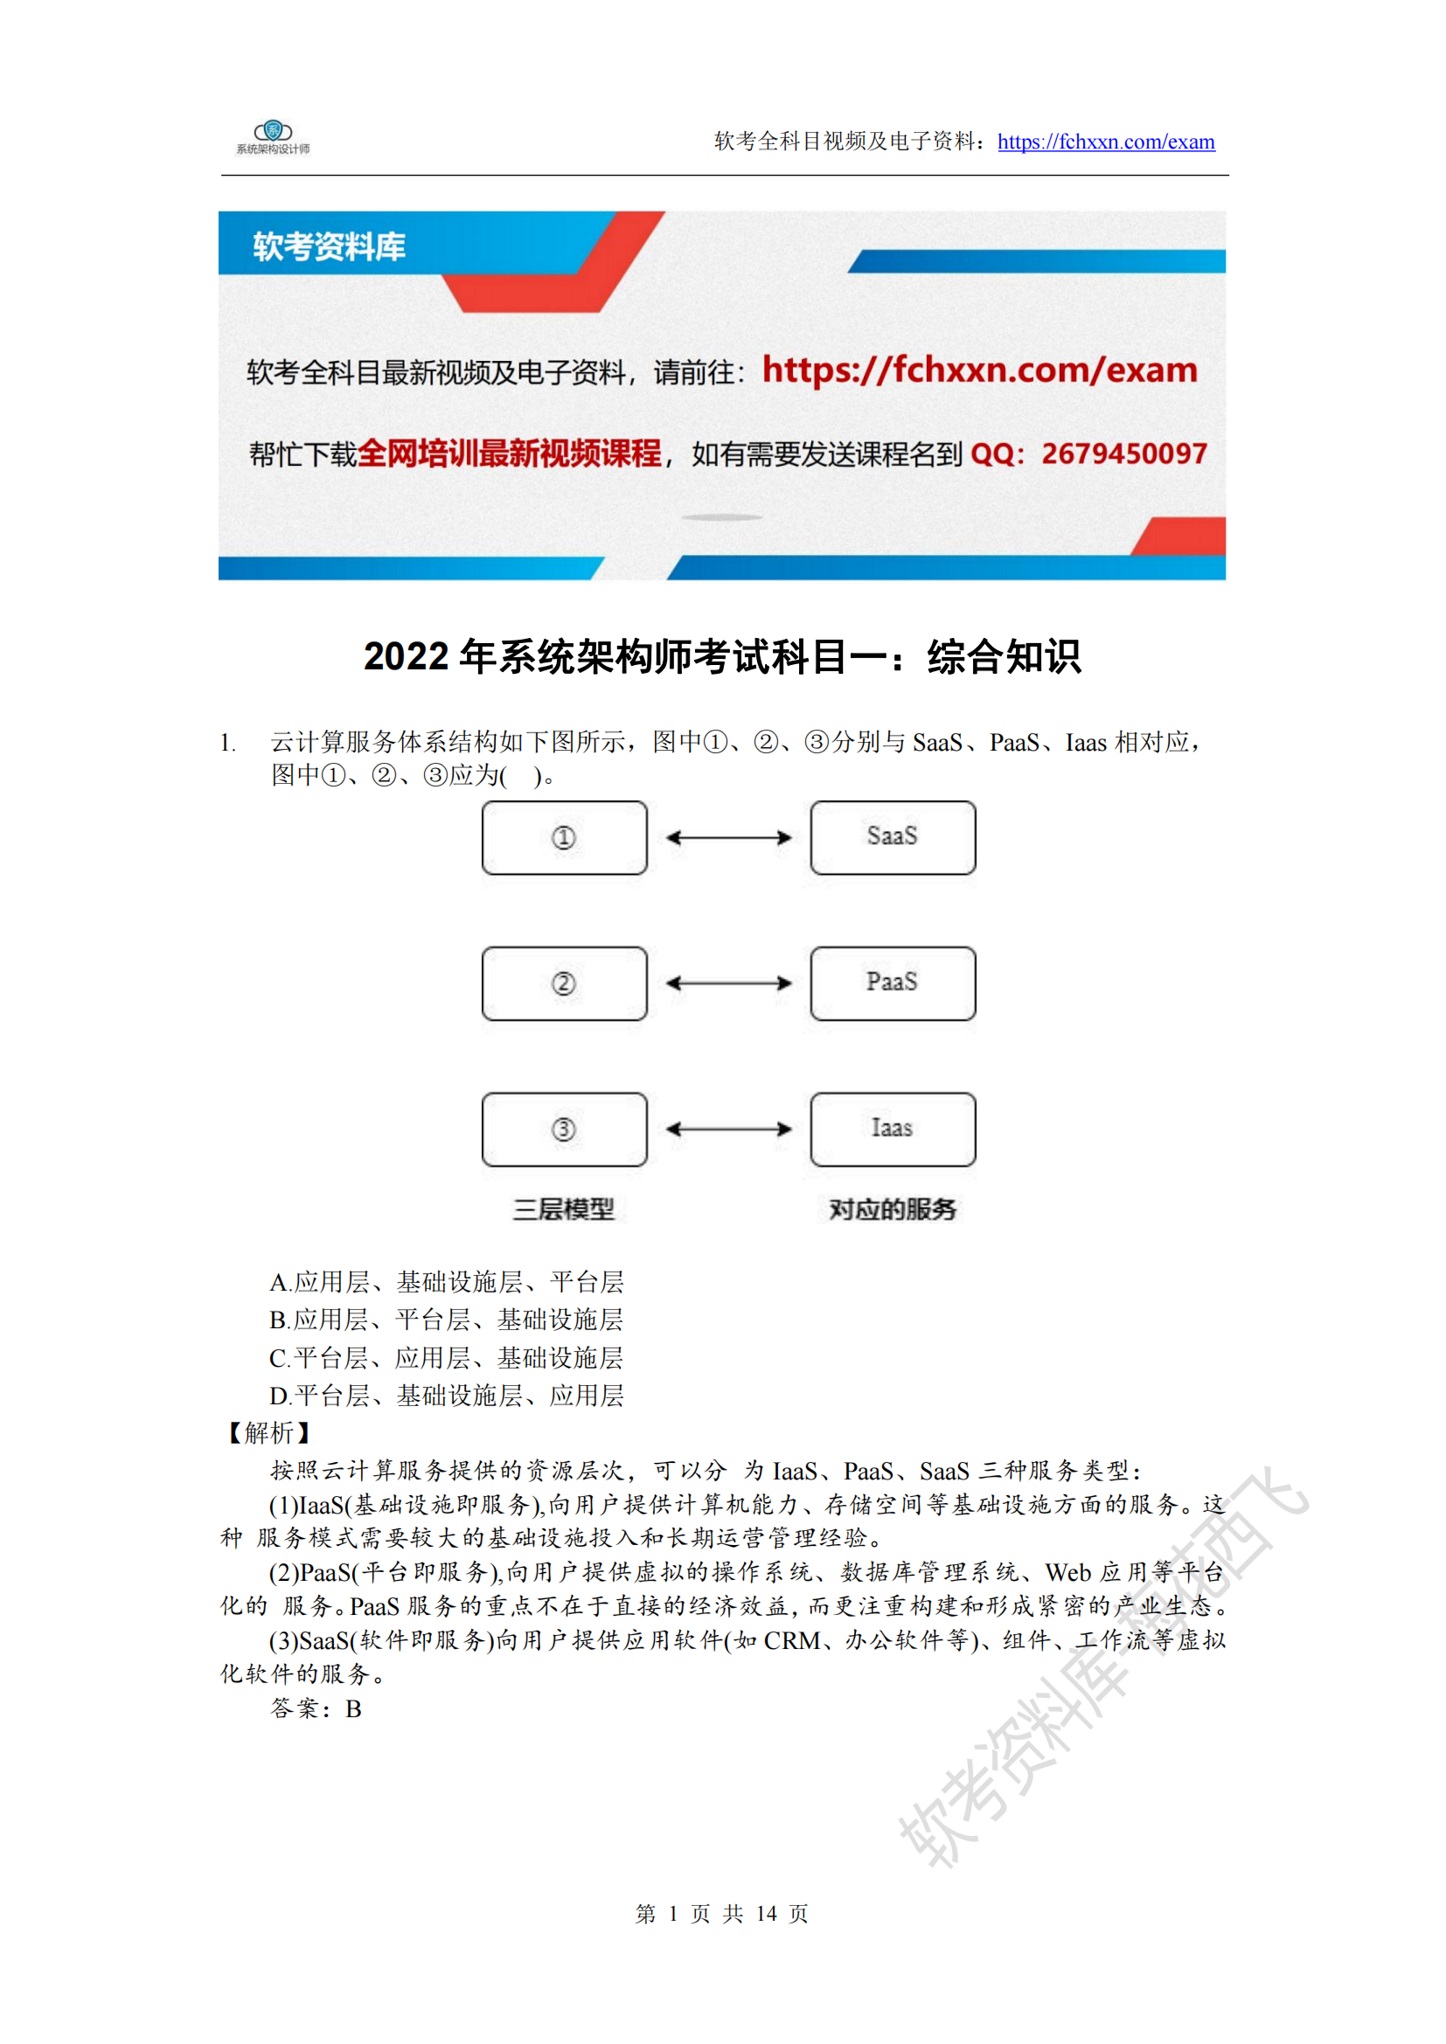 系统架构设计师
软考全科目视频及电子资料：https://fchxxn.com/exam
软考资料库
软考全科目最新视频及电子资料，请前往：https://fchxxn.com/exam
帮忙下载全网培训最新视频课程，如有需要发送课程名到 QQ：2679450097
2022 年系统架构师考试科目一：综合知识
1. 云计算服务体系结构如下图所示，图中①、②、③分别与 SaaS、PaaS、Iaas 相对应，
图中①、②、③应为( )。
① SaaS
② PaaS
③ Iaas
三层模型 对应的服务
A.应用层、基础设施层、平台层
B.应用层、平台层、基础设施层
C.平台层、应用层、基础设施层
D.平台层、基础设施层、应用层
【解析】
按照云计算服务提供的资源层次，可以分 为 IaaS、PaaS、SaaS 三种服务类型：
(1)IaaS(基础设施即服务),向用户提供计算机能力、存储空间等基础设施方面的服务。这
种 服务模式需要较大的基础设施投入和长期运营管理经验。
(2)PaaS(平台即服务),向用户提供虚拟的操作系统、数据库管理系统、Web 应用等平台
化的 服务。PaaS 服务的重点不在于直接的经济效益，而更注重构建和形成紧密的产业生态。
(3)SaaS(软件即服务)向用户提供应用软件(如 CRM、办公软件等)、组件、工作流等虚拟
化软件的服务。
答案：B
软考资料库-梅花西飞
第 1 页 共 14 页